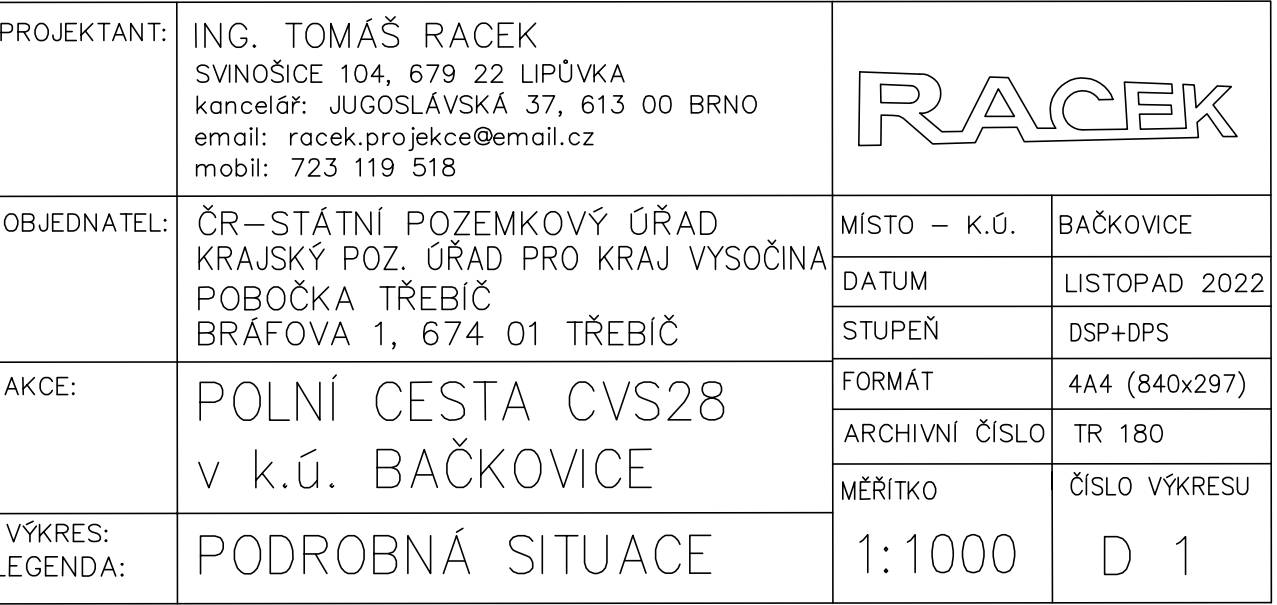 PROJEKTANT:
ING. TOMÁŠ RACEK
SVINOŠICE 104, 679 22 LIPŮVKA
kancelář: JUGOSLÁVSKÁ 37, 613 00 BRNO
email: racek.projekce@email.cz
mobil: 723 119 518
RACEK
OBJEDNATEL:
ČR-STÁTNÍ POZEMKOVÝ ÚŘAD
KRAJSKÝ POZ. ÚŘAD PRO KRAJ VYSOČINA
POBOČKA TŘEBÍČ
BRÁFOVA 1, 674 01 TŘEBÍČ
MÍSTO - K.Ú. BAČKOVICE
DATUM LISTOPAD 2022
STUPEŇ DSP+DPS
FORMÁT 4A4 (840x297)
ARCHIVNÍ ČÍSLO TR 180
AKCE:
POLNÍ CESTA CVS28
v k.ú. BAČKOVICE
MĚŘÍTKO
1:1000
ČÍSLO VÝKRESU
D 1
VÝKRES:
LEGENDA:
PODROBNÁ SITUACE